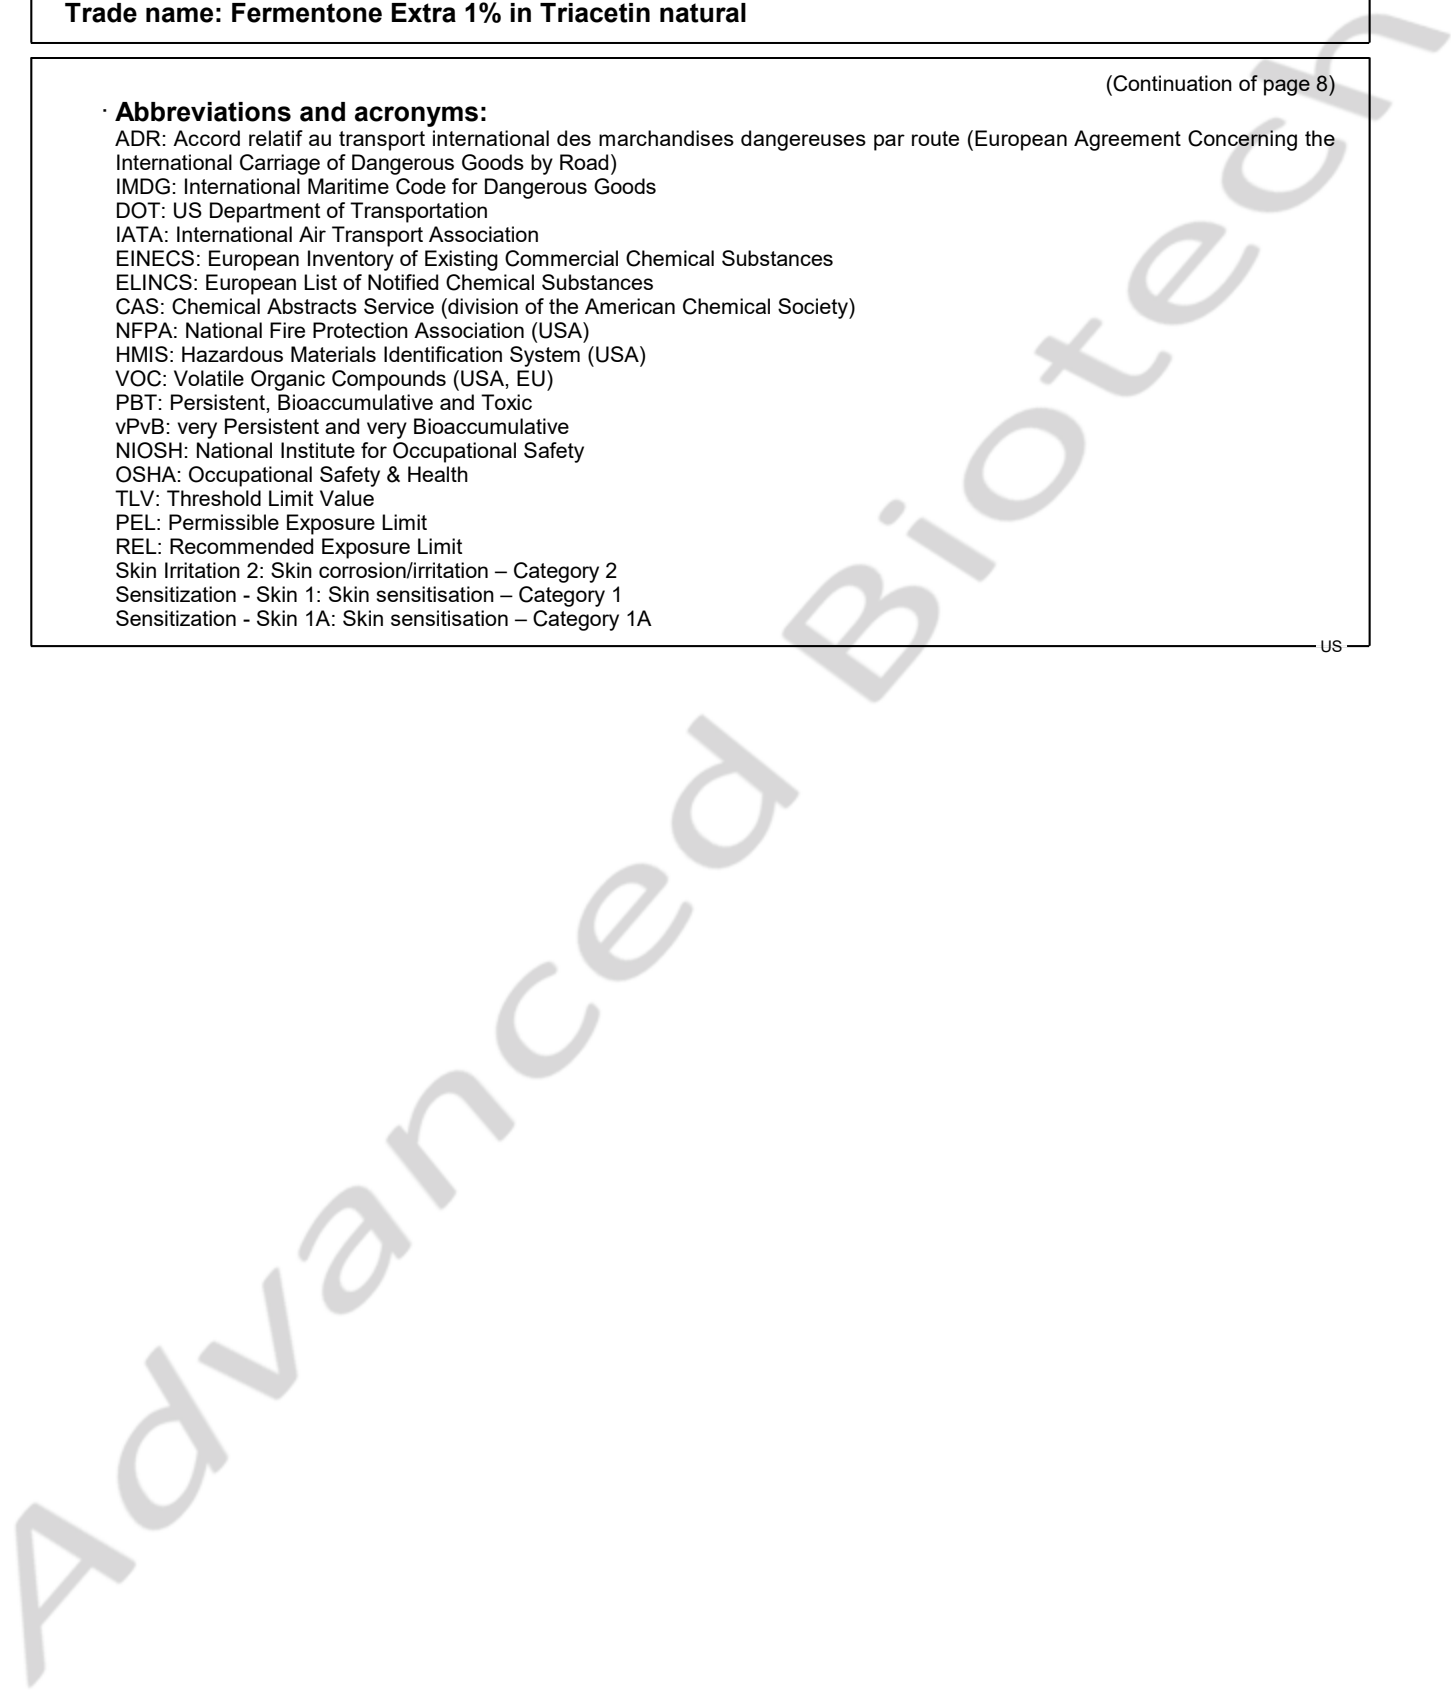 Trade name: Fermentone Extra 1% in Triacetin natural
(Continuation of page 8)
· Abbreviations and acronyms:
ADR: Accord relatif au transport international des marchandises dangereuses par route (European Agreement Concerning the
International Carriage of Dangerous Goods by Road)
IMDG: International Maritime Code for Dangerous Goods
DOT: US Department of Transportation
IATA: International Air Transport Association
EINECS: European Inventory of Existing Commercial Chemical Substances
ELINCS: European List of Notified Chemical Substances
CAS: Chemical Abstracts Service (division of the American Chemical Society)
NFPA: National Fire Protection Association (USA)
HMIS: Hazardous Materials Identification System (USA)
VOC: Volatile Organic Compounds (USA, EU)
PBT: Persistent, Bioaccumulative and Toxic
vPvB: very Persistent and very Bioaccumulative
NIOSH: National Institute for Occupational Safety
OSHA: Occupational Safety & Health
TLV: Threshold Limit Value
PEL: Permissible Exposure Limit
REL: Recommended Exposure Limit
Skin Irritation 2: Skin corrosion/irritation – Category 2
Sensitization - Skin 1: Skin sensitisation – Category 1
Sensitization - Skin 1A: Skin sensitisation – Category 1A
US
Advanced Biotech